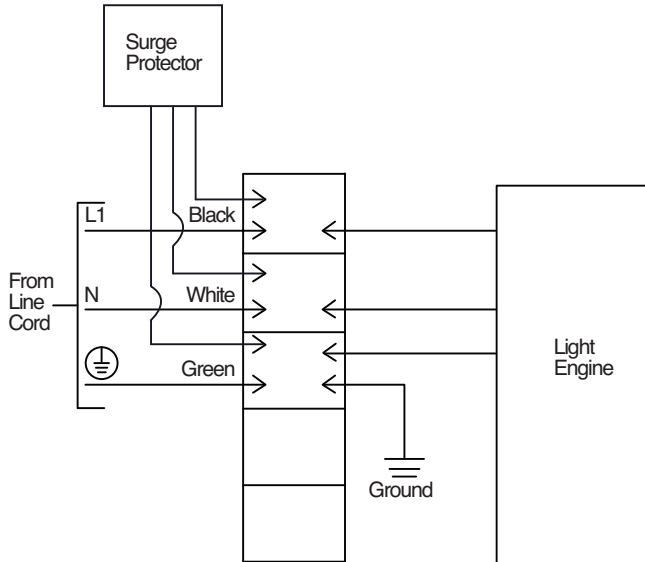 Surge
Protector
L1
Black
From
Line
Cord
N
White
Green
Light
Engine
Ground